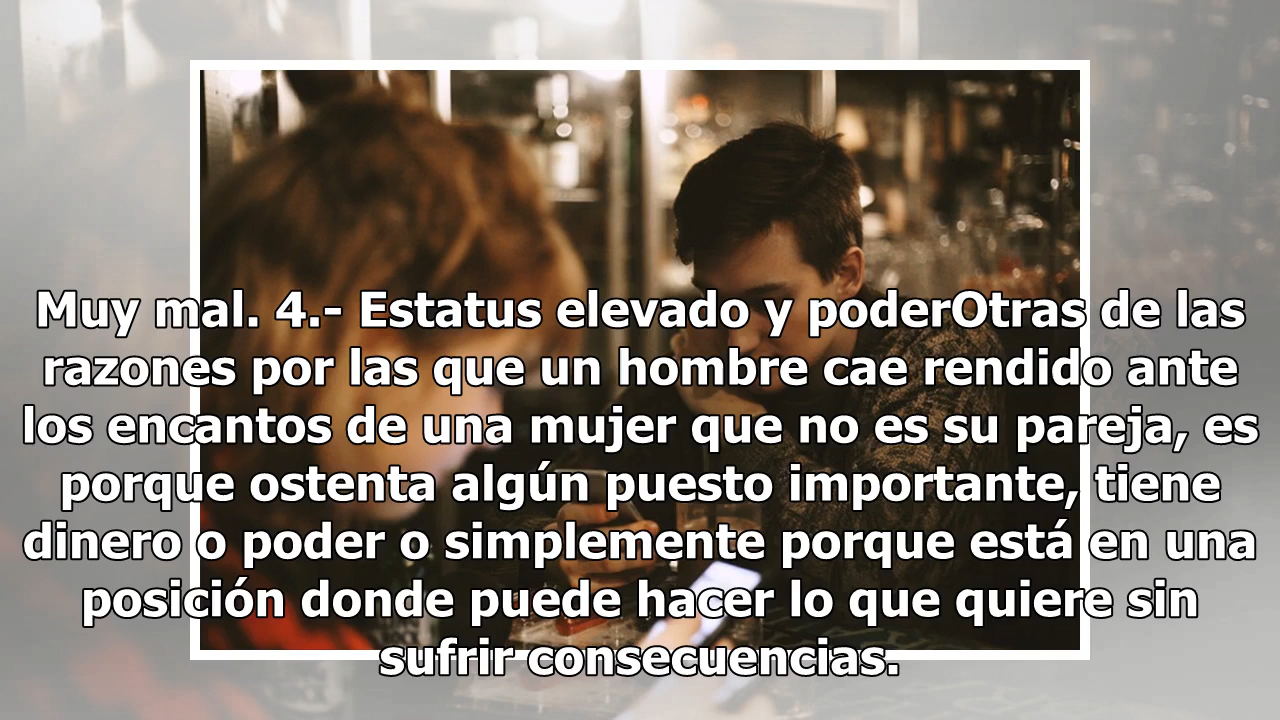 Muy mal. 4.- Estatus elevado y poderOtras de las
razones por las que un hombre cae rendido ante
los encantos de una mujer que no es su pareja, es
porque ostenta algún puesto importante, tiene
dinero o poder o simplemente porque está en una
posición donde puede hacer lo que quiere sin
sufrir consecuencias.